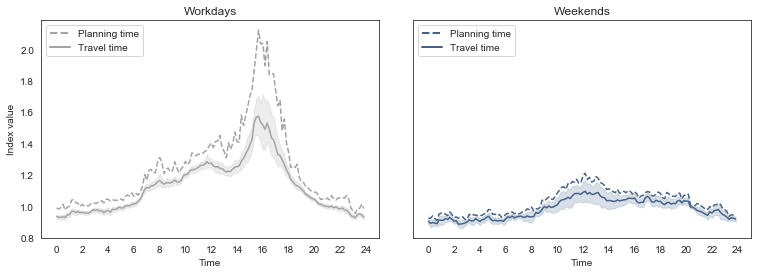 Workdays
Planning time
Travel time
Index value
2.0
1.8
1.6
1.4
1.2
1.0
0.8
0 2 4 6 8 10 12 14 16 18 20 22 24
Time
Weekends
Planning time
Travel time
0 2 4 6 8 10 12 14 16 18 20 22 24
Time